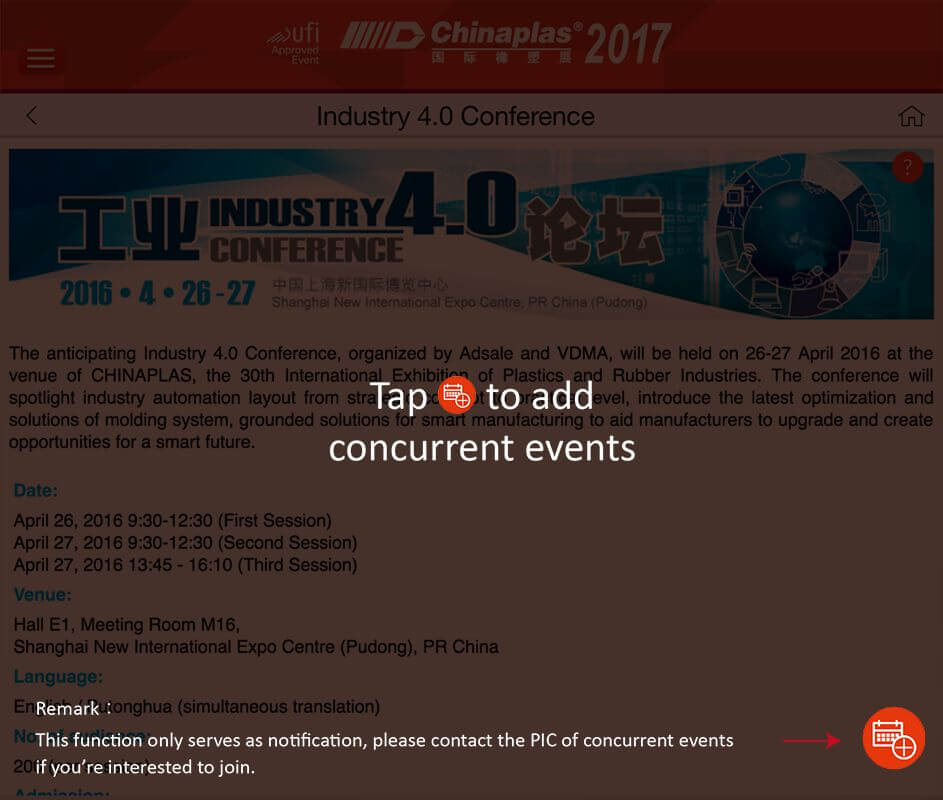 ufi
Approved
Event
Chinaplas® 2017
国际橡塑展
Industry 4.0 Conference
?
工业 INDUSTRY 4.0 论坛
CONFERENCE
2016 • 4 • 26 - 27
中国上海新国际博览中心
Shanghai New International Expo Centre, PR China (Pudong)
The anticipating Industry 4.0 Conference, organized by Adsale and VDMA, will be held on 26-27 April 2016 at the
venue of CHINAPLAS, the 30th International Exhibition of Plastics and Rubber Industries. The conference will
spotlight industry automation layout from level, introduce the latest optimization and
solutions of molding system, grounded solutions for smart manufacturing to aid manufacturers to upgrade and create
opportunities for a smart future.
Tap to add
concurrent events
Date:
April 26, 2016 9:30-12:30 (First Session)
April 27, 2016 9:30-12:30 (Second Session)
April 27, 2016 13:45 - 16:10 (Third Session)
Venue:
Hall E1, Meeting Room M16,
Shanghai New International Expo Centre (Pudong), PR China
Language:
English / Putonghua (simultaneous translation)
No. of audience:
Remark :
This function only serves as notification, please contact the PIC of concurrent events
if you're interested to join.
Admission: